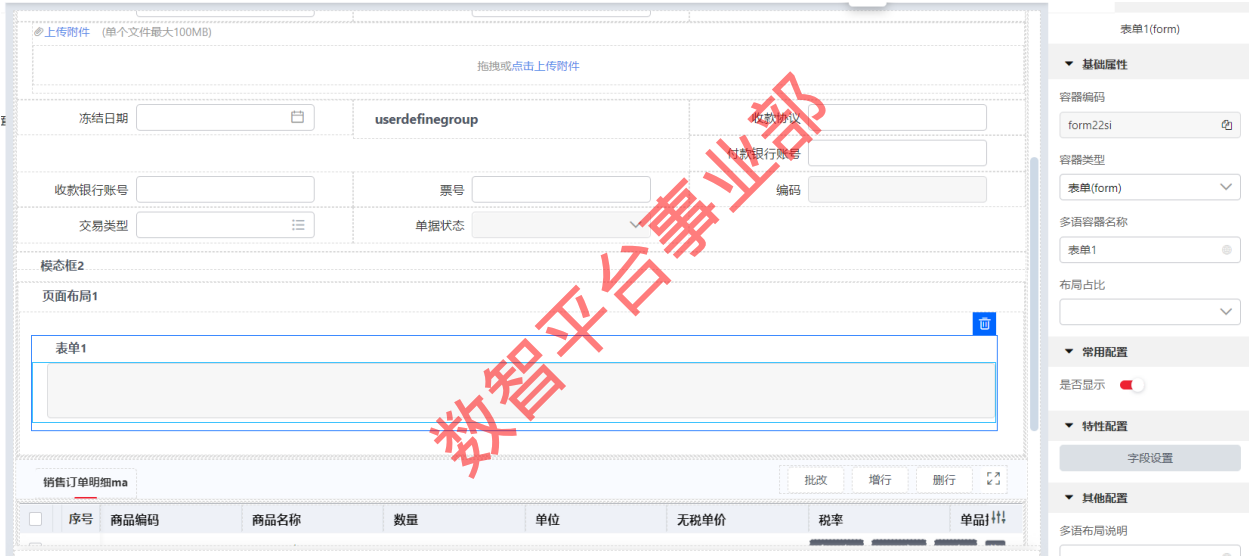 上传附件 (单个文件最大100MB)
拖拽或点击上传附件
冻结日期 userdefinegroup 收款协议
付款银行账号
收款银行账号 票号 编码
交易类型 单据状态
模态框2
页面布局1
表单1
销售订单明细ma 批改 增行 删行
序号 商品编码 商品名称 数量 单位 无税单价 税率
数智平台事业部
表单1(form)
基础属性
容器编码
form22si
容器类型
表单(form)
多语容器名称
表单1
布局占比
常用配置
是否显示
特性配置
字段设置
其他配置
多语布局说明